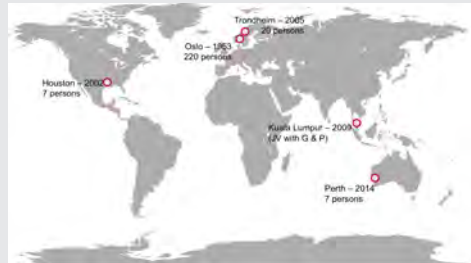 Trondheim – 2005
20 persons
Oslo – 1963
220 persons
Houston – 2002
7 persons
Kuala Lumpur – 2009
(JV with G & P)
Perth – 2014
7 persons